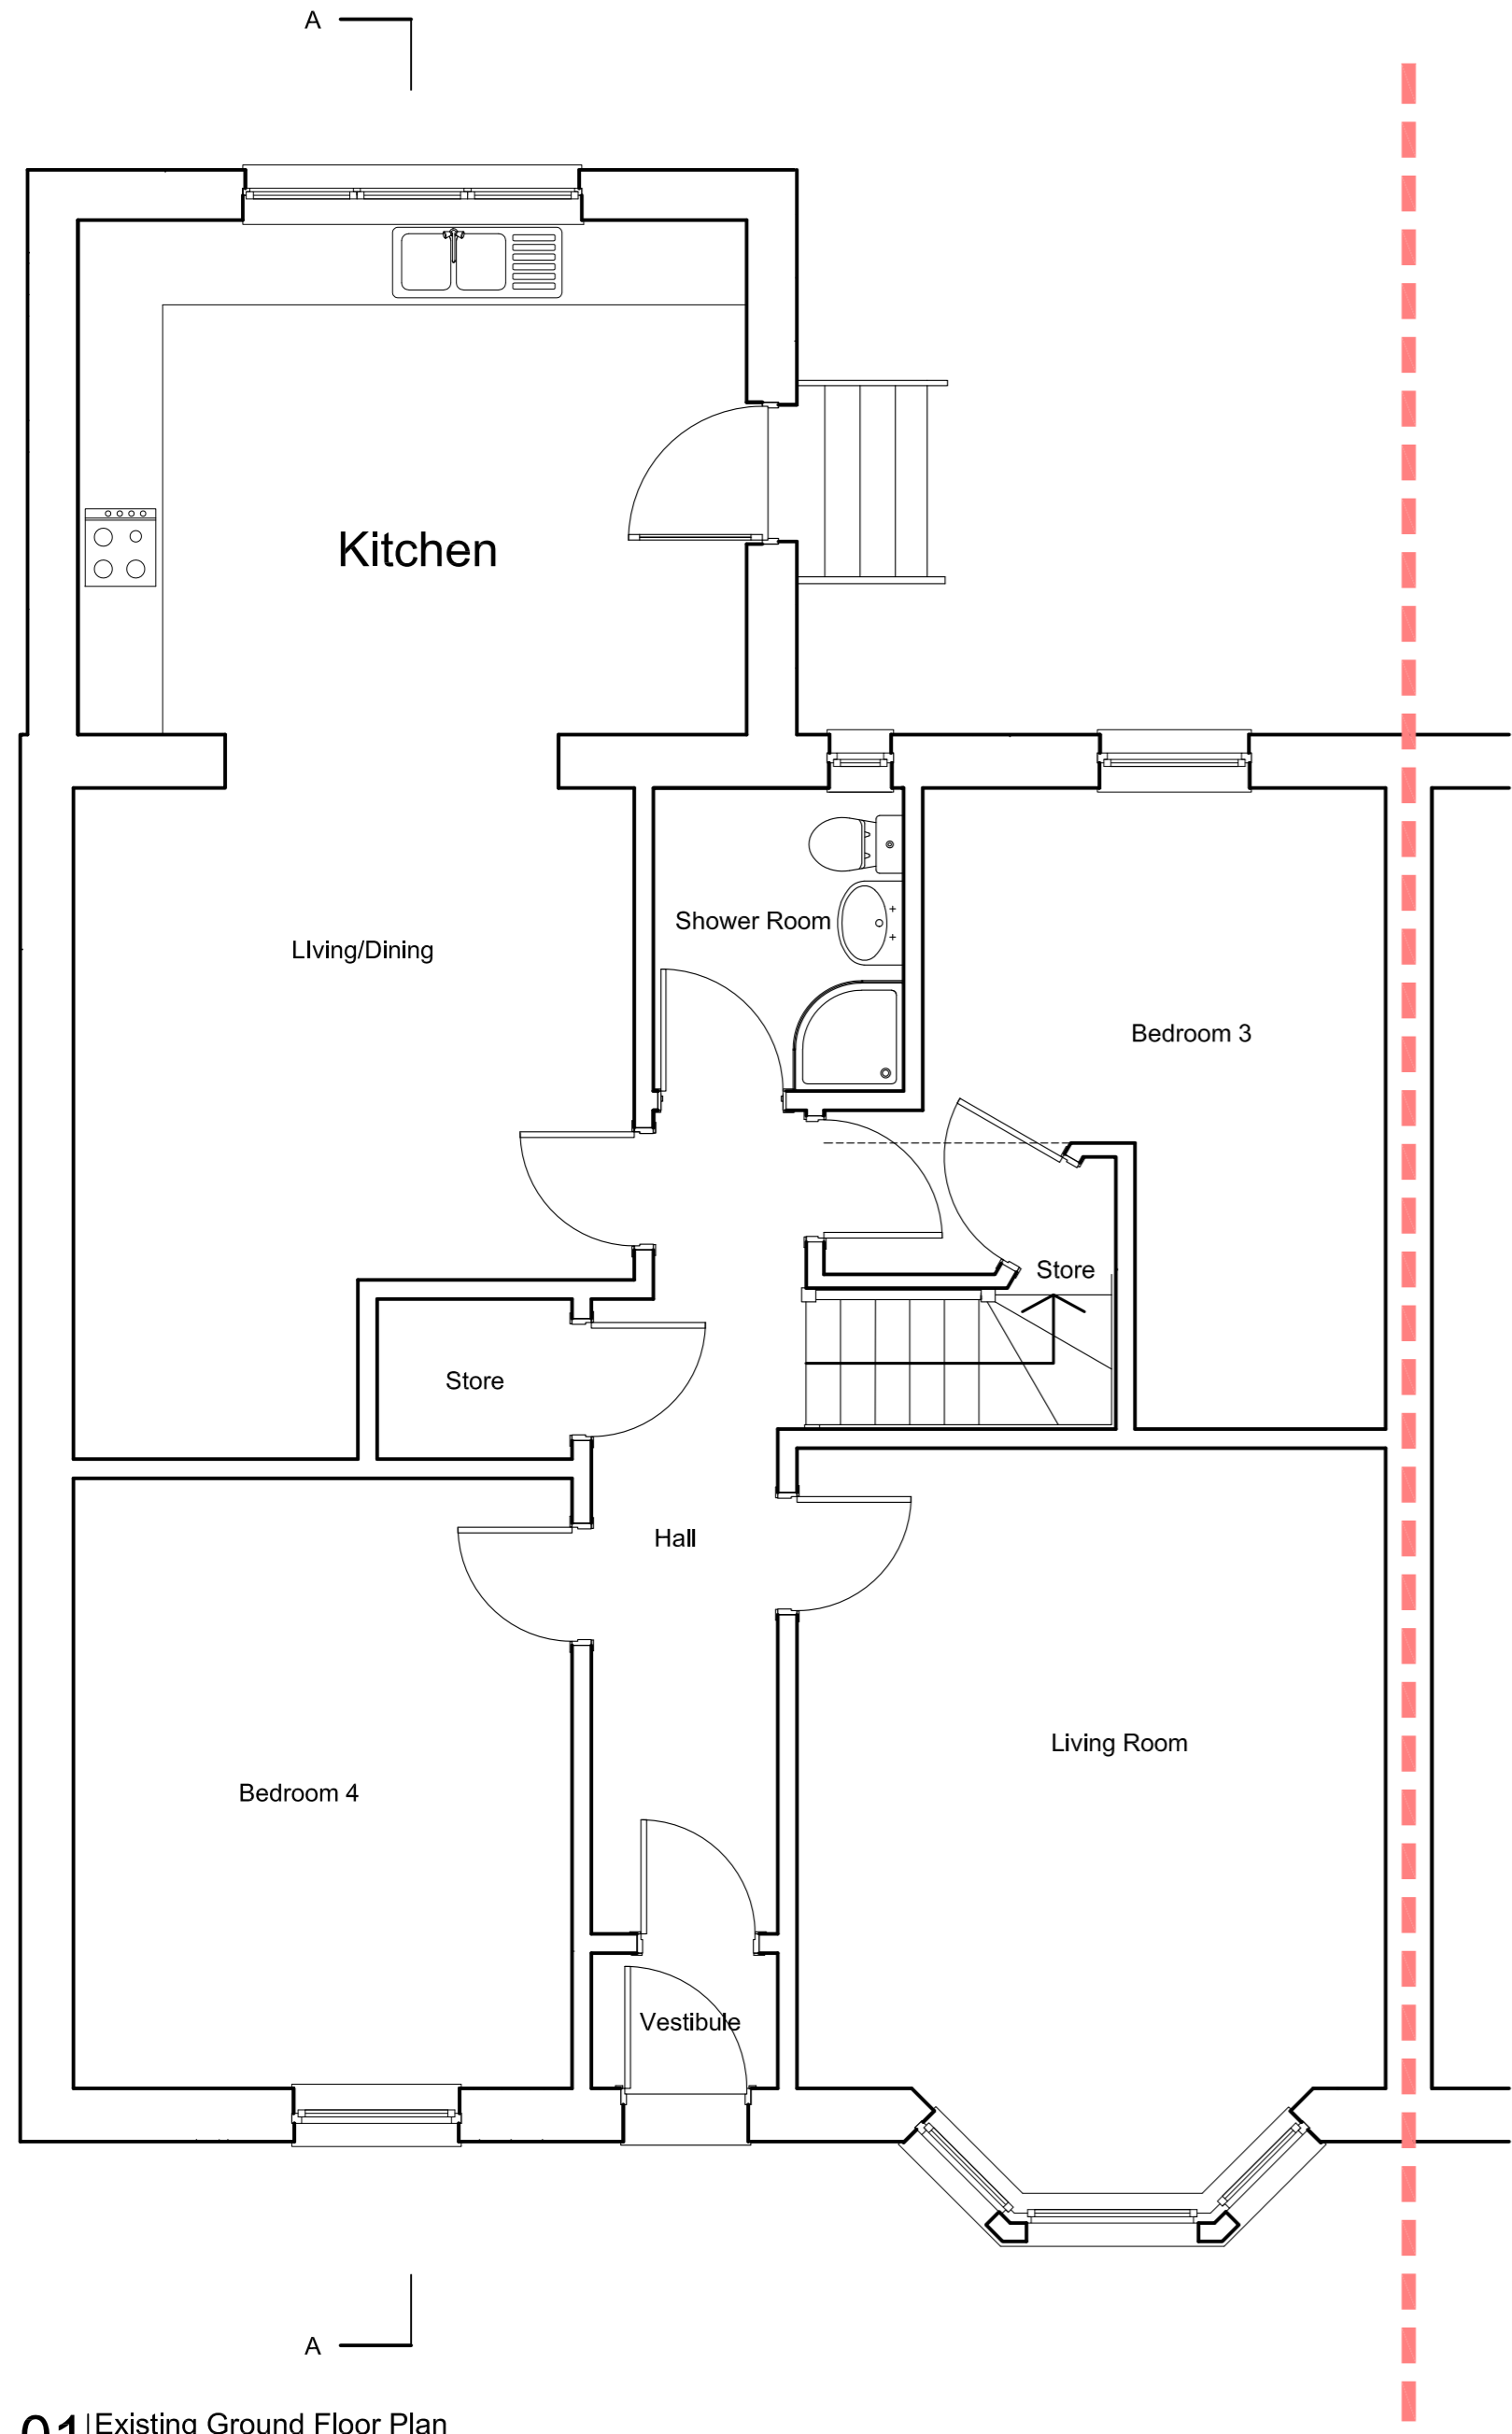 A
Kitchen
LIving/Dining
Shower Room
Bedroom 3
Store
Store
Hall
Living Room
Bedroom 4
Vestibule
A
01 Existing Ground Floor Plan